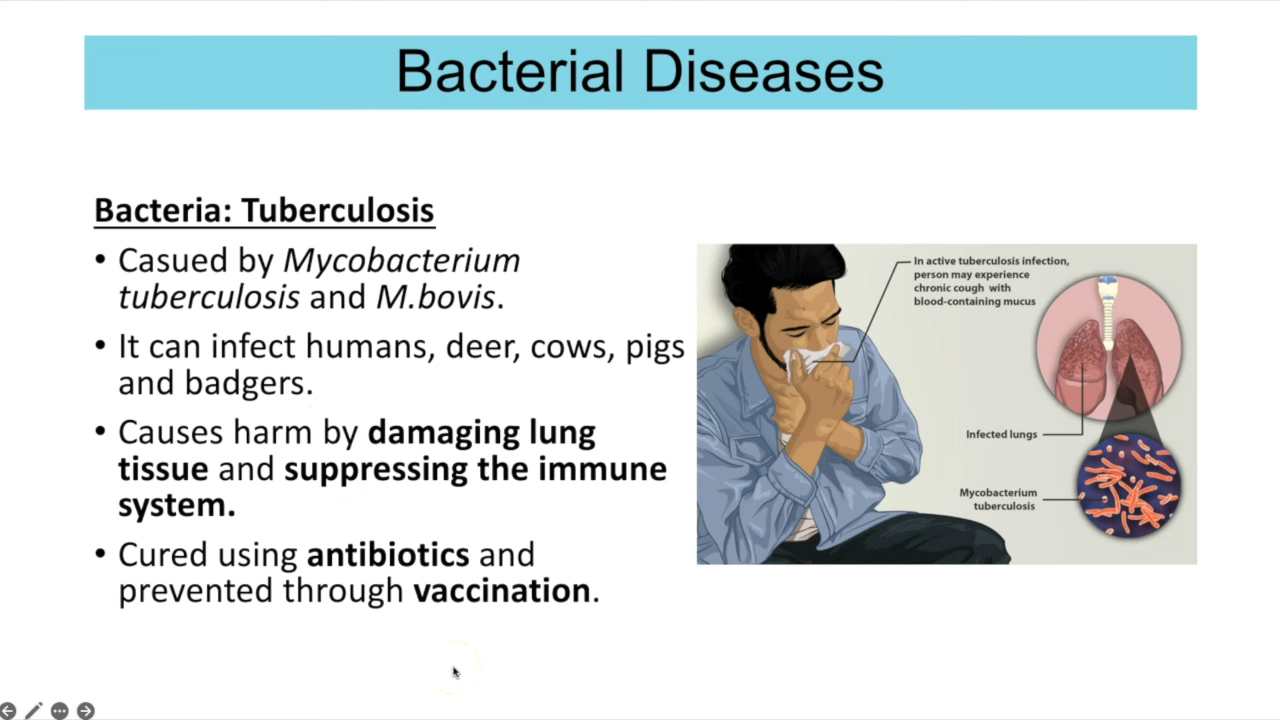 Bacterial Diseases
Bacteria: Tuberculosis
• Casued by Mycobacterium
tuberculosis and M.bovis.
• It can infect humans, deer, cows, pigs
and badgers.
• Causes harm by damaging lung
tissue and suppressing the immune
system.
• Cured using antibiotics and
prevented through vaccination.
In active tuberculosis infection,
person may experience
chronic cough with
blood-containing mucus
Infected lungs
Mycobacterium
tuberculosis